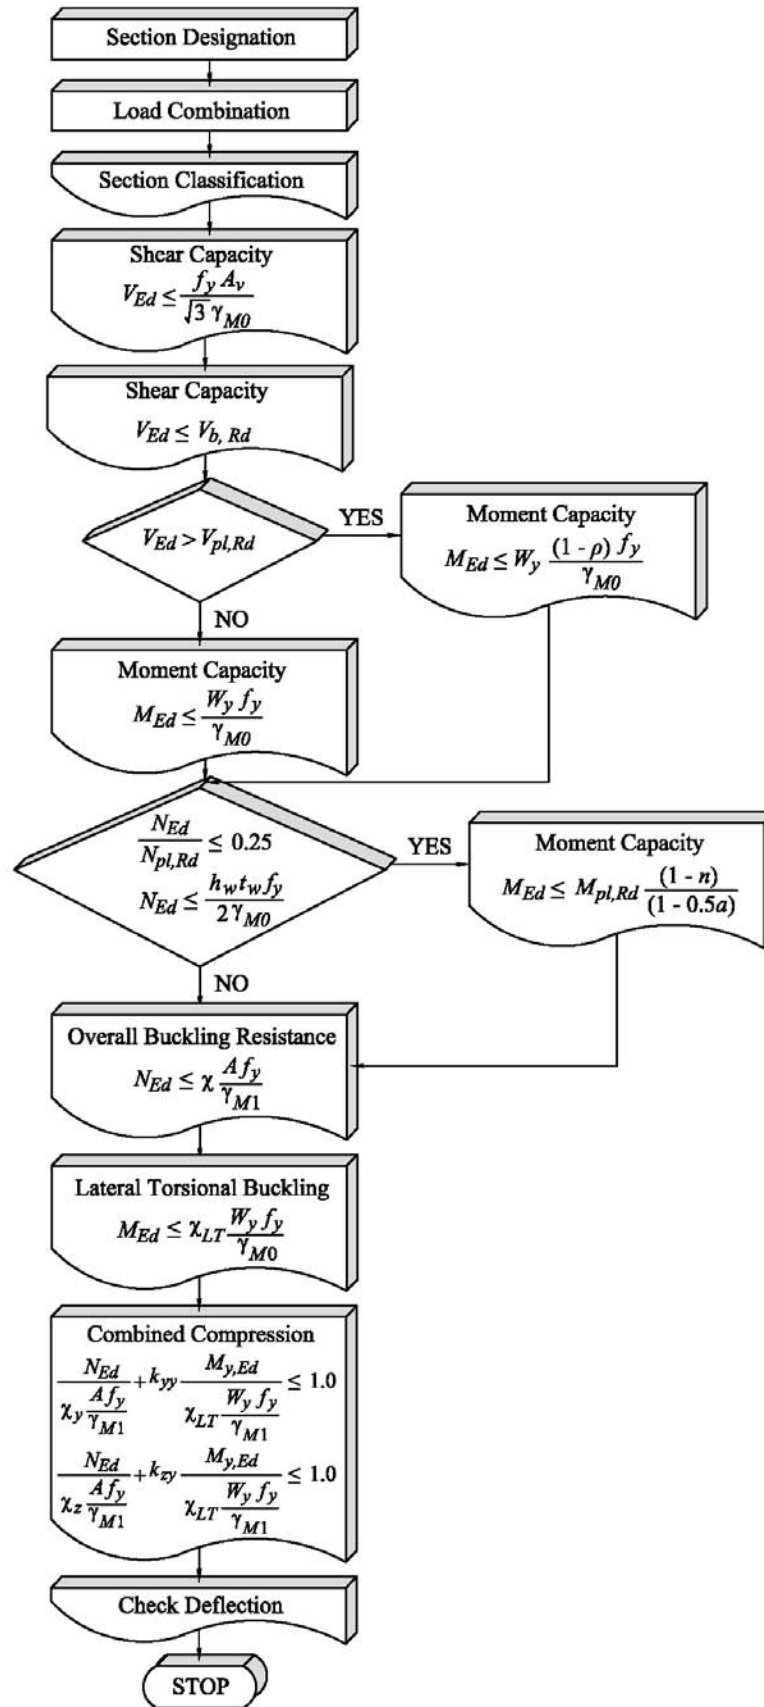 Section Designation
Load Combination
Section Classification
Shear Capacity
V_Ed ≤ f_y A_v / √3 γ_M0
Shear Capacity
V_Ed ≤ V_b, Rd
V_Ed > V_pl,Rd
YES
Moment Capacity
M_Ed ≤ W_y (1 - ρ) f_y / γ_M0
NO
Moment Capacity
M_Ed ≤ W_y f_y / γ_M0
N_Ed / N_pl,Rd ≤ 0.25
N_Ed ≤ h_w t_w f_y / 2 γ_M0
YES
Moment Capacity
M_Ed ≤ M_pl,Rd (1 - n) / (1 - 0.5a)
NO
Overall Buckling Resistance
N_Ed ≤ χ A f_y / γ_M1
Lateral Torsional Buckling
M_Ed ≤ χ_LT W_y f_y / γ_M0
Combined Compression
N_Ed / (χ_y A f_y / γ_M1) + k_yy M_y,Ed / (χ_LT W_y f_y / γ_M1) ≤ 1.0
N_Ed / (χ_z A f_y / γ_M1) + k_zy M_y,Ed / (χ_LT W_y f_y / γ_M1) ≤ 1.0
Check Deflection
STOP